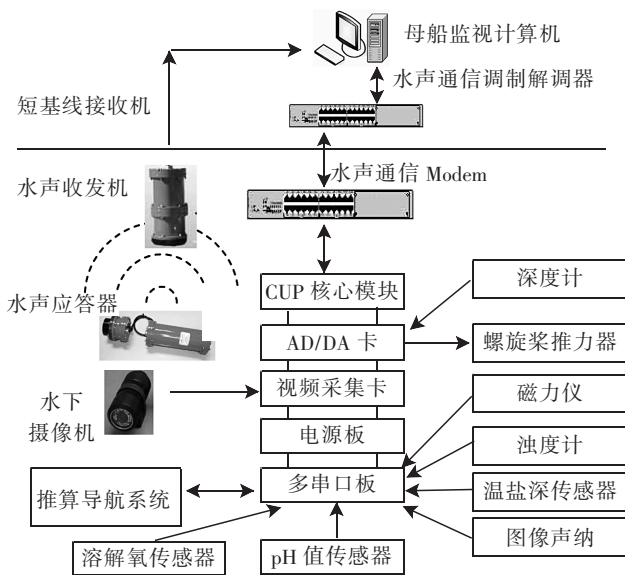 母船监视计算机
水声通信调制解调器
短基线接收机
水声通信 Modem
水声收发机
水声应答器
CUP 核心模块
深度计
AD/DA 卡
螺旋桨推力器
水下
摄像机
视频采集卡
磁力仪
电源板
浊度计
推算导航系统
多串口板
温盐深传感器
溶解氧传感器
pH 值传感器
图像声纳